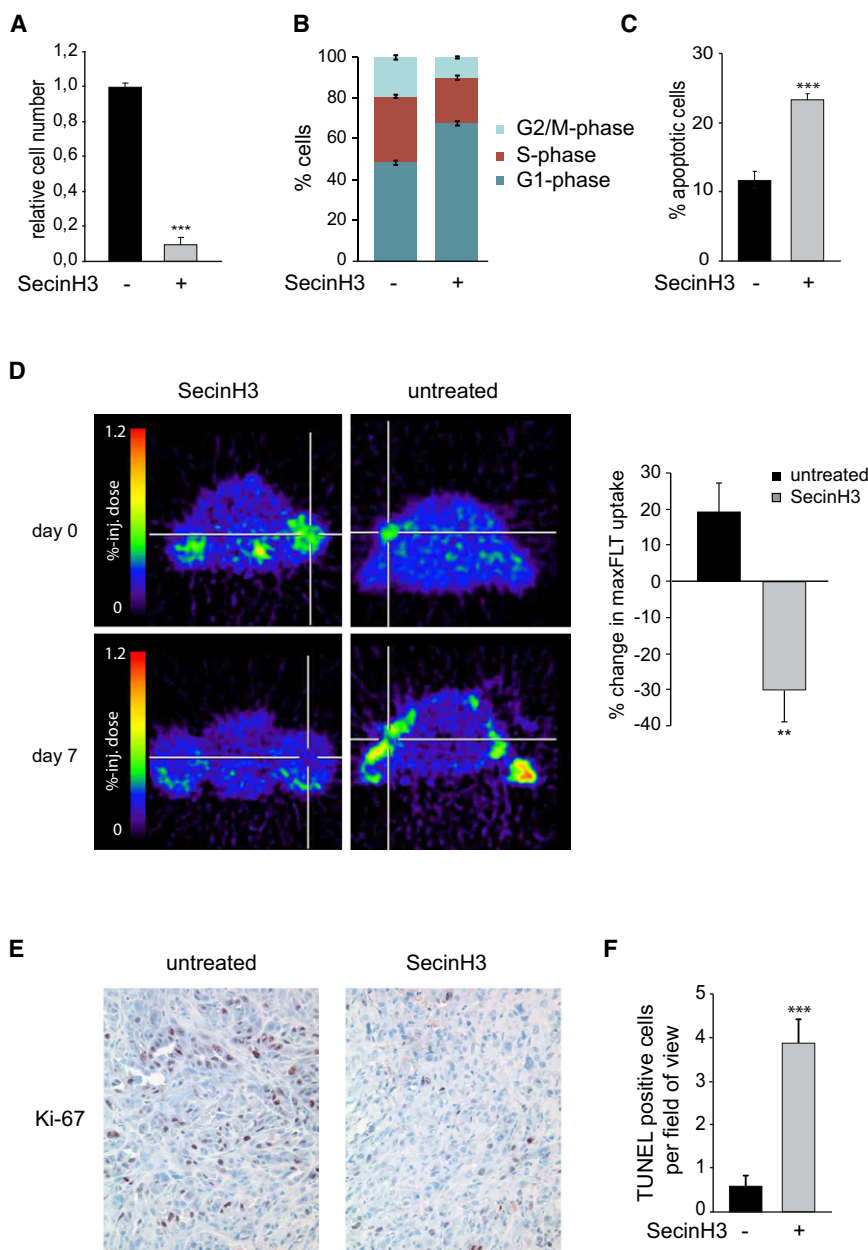 A
1,2
1,0
0,8
0,6
0,4
0,2
0,0
relative cell number
***
SecinH3 - +
B
100
80
60
40
20
0
% cells
G2/M-phase
S-phase
G1-phase
SecinH3 - +
C
30
20
10
0
% apoptotic cells
***
SecinH3 - +
D
SecinH3 untreated
day 0
1.2
%-inj. dose
0
day 7
1.2
%-inj. dose
0
30
20
10
0
-10
-20
-30
-40
% change in maxFLT uptake
untreated
SecinH3
**
E
untreated SecinH3
Ki-67
F
5
4
3
2
1
0
TUNEL positive cells
per field of view
***
SecinH3 - +